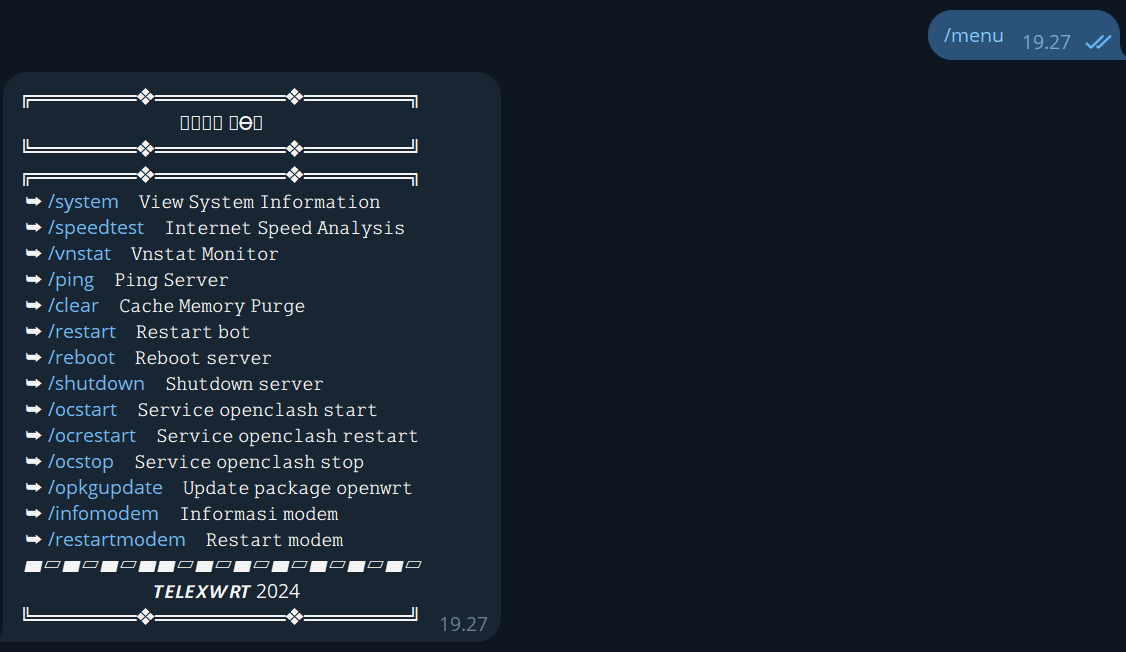 /menu 19.27
/system View System Information
/speedtest Internet Speed Analysis
/vnstat Vnstat Monitor
/ping Ping Server
/clear Cache Memory Purge
/restart Restart bot
/reboot Reboot server
/shutdown Shutdown server
/ocstart Service openclash start
/ocrestart Service openclash restart
/ocstop Service openclash stop
/opkgupdate Update package openwrt
/infomodem Informasi modem
/restartmodem Restart modem
TELEXWRT 2024
19.27